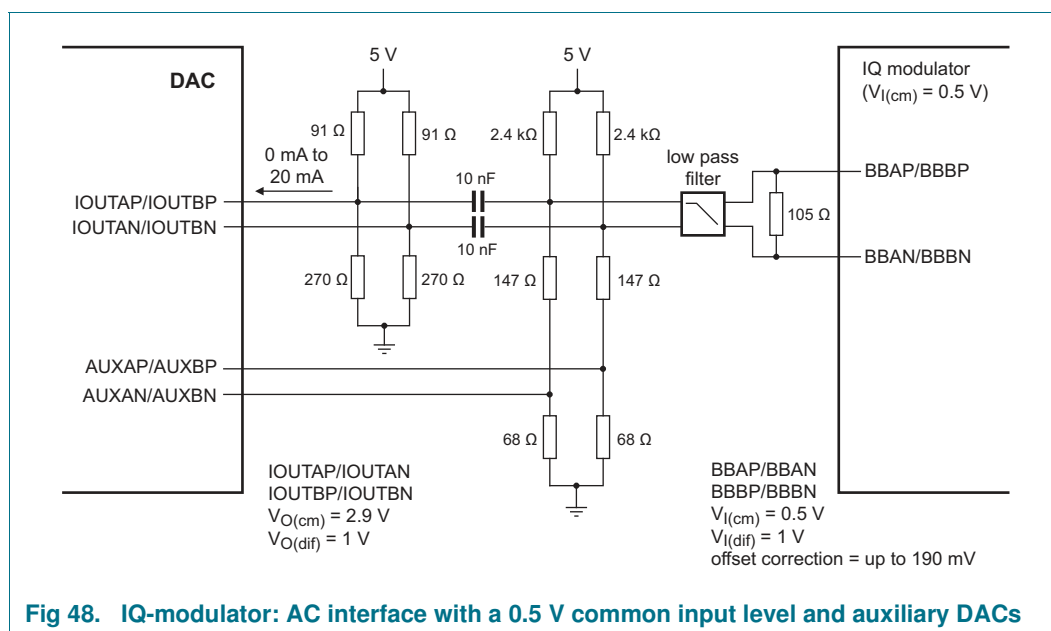 5 V
5 V
DAC
IQ modulator
(VI(cm) = 0.5 V)
91 Ω
91 Ω
2.4 kΩ
2.4 kΩ
0 mA to
20 mA
low pass
filter
10 nF
BBAP/BBBP
IOUTAP/IOUTBP
105 Ω
IOUTAN/IOUTBN
10 nF
BBAN/BBBN
270 Ω
270 Ω
147 Ω
147 Ω
AUXAP/AUXBP
AUXAN/AUXBN
68 Ω
68 Ω
IOUTAP/IOUTAN
IOUTBP/IOUTBN
VO(cm) = 2.9 V
VO(dif) = 1 V
BBAP/BBAN
BBBP/BBBN
VI(cm) = 0.5 V
VI(dif) = 1 V
offset correction = up to 190 mV
Fig 48. IQ-modulator: AC interface with a 0.5 V common input level and auxiliary DACs